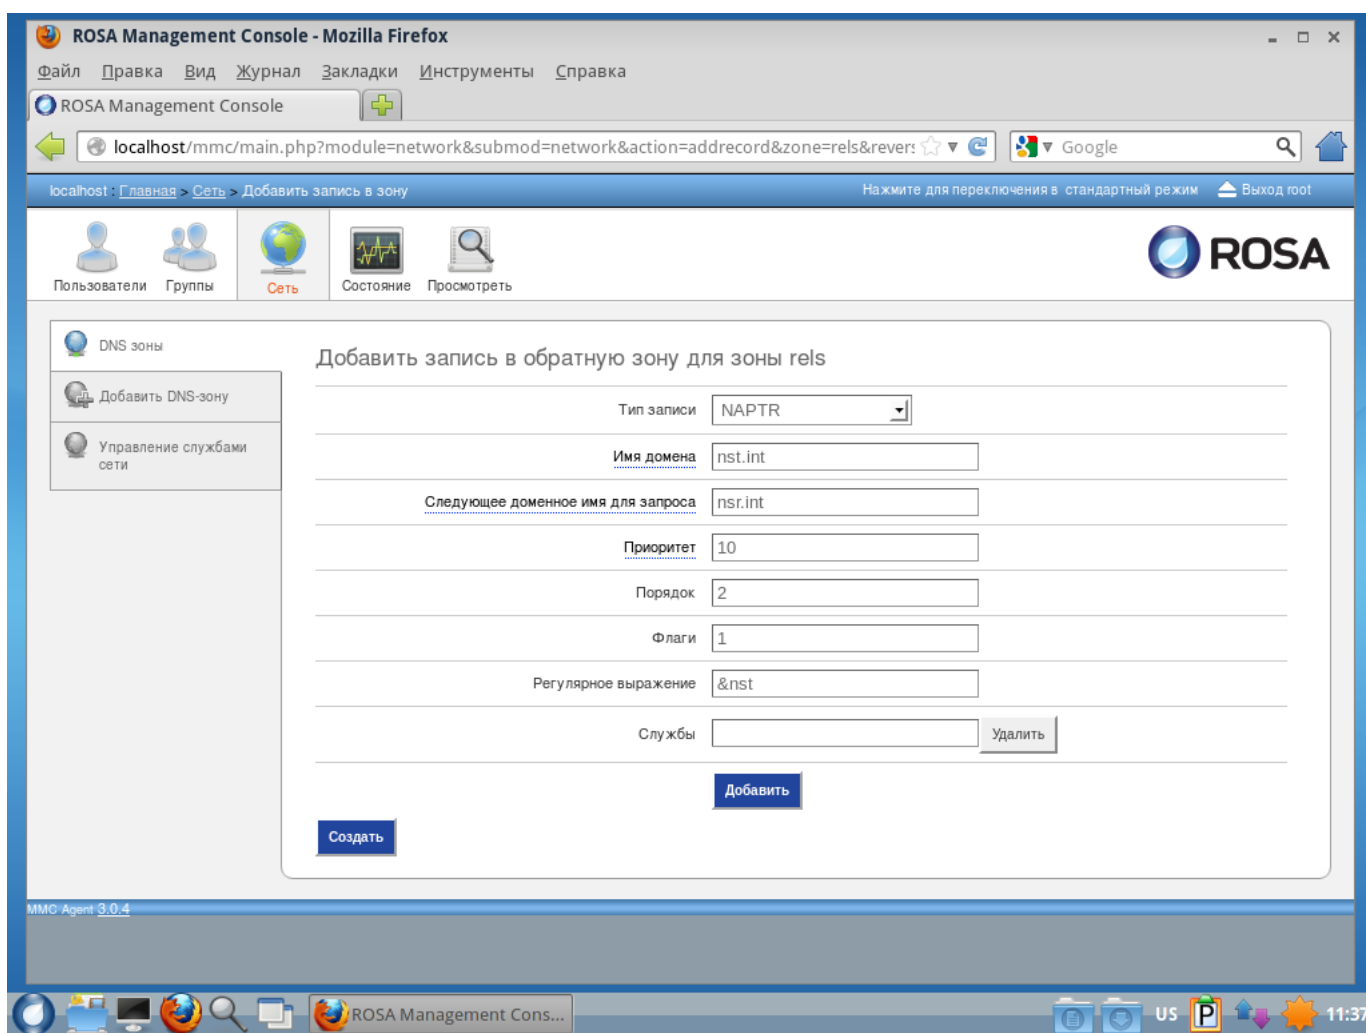 ROSA Management Console - Mozilla Firefox
Файл Правка Вид Журнал Закладки Инструменты Справка
ROSA Management Console
localhost/mmc/main.php?module=network&submod=network&action=addrecord&zone=rels&revers
Google
localhost : Главная > Сеть > Добавить запись в зону
Нажмите для переключения в стандартный режим
Выход root
Пользователи
Группы
Сеть
Состояние
Просмотреть
ROSA
DNS зоны
Добавить DNS-зону
Управление службами
сети
Добавить запись в обратную зону для зоны rels
Тип записи NAPTR
Имя домена nst.int
Следующее доменное имя для запроса nsr.int
Приоритет 10
Порядок 2
Флаги 1
Регулярное выражение &nst
Службы Удалить
Добавить
Создать
MMC Agent 3.0.4
ROSA Management Cons...
US
P
11:37